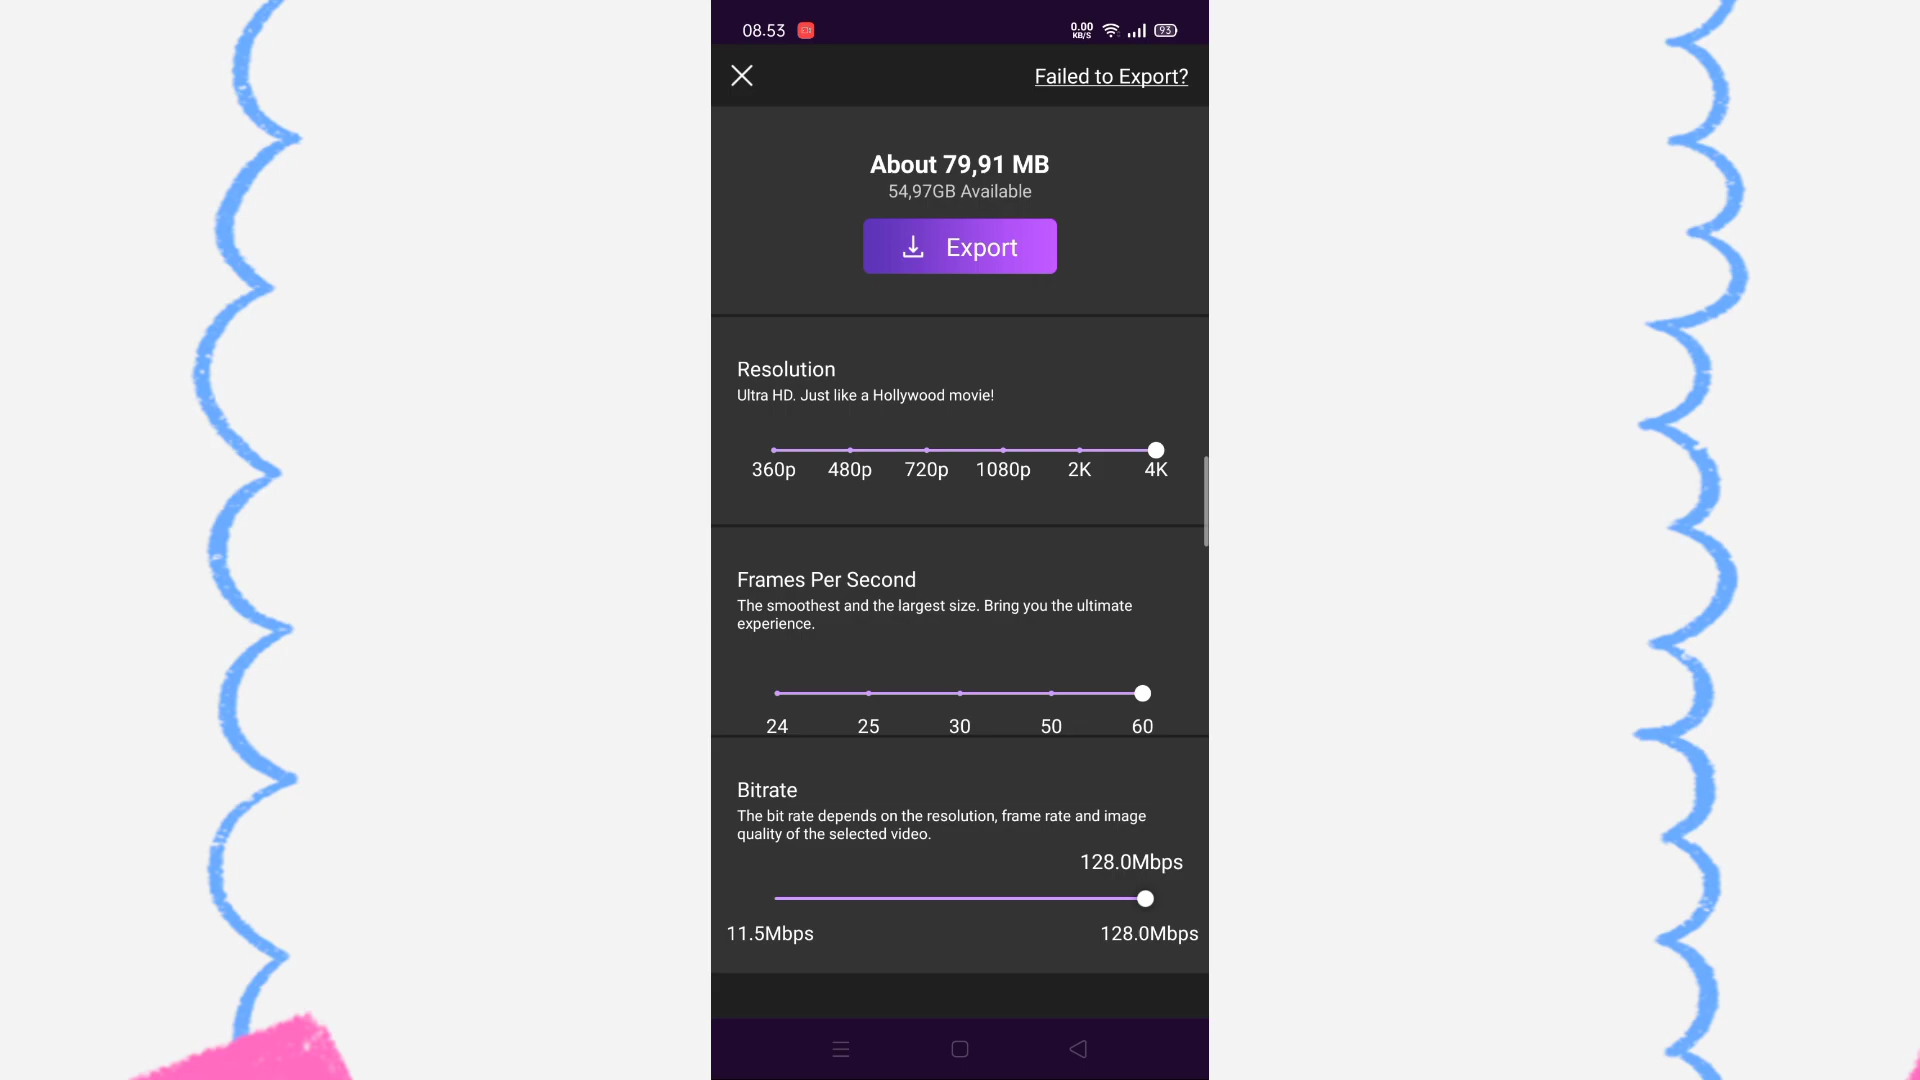 08.53
0.00
KB/S
93
Failed to Export?
About 79,91 MB
54,97GB Available
Export
Resolution
Ultra HD. Just like a Hollywood movie!
360p 480p 720p 1080p 2K 4K
Frames Per Second
The smoothest and the largest size. Bring you the ultimate
experience.
24 25 30 50 60
Bitrate
The bit rate depends on the resolution, frame rate and image
quality of the selected video.
128.0Mbps
11.5Mbps 128.0Mbps